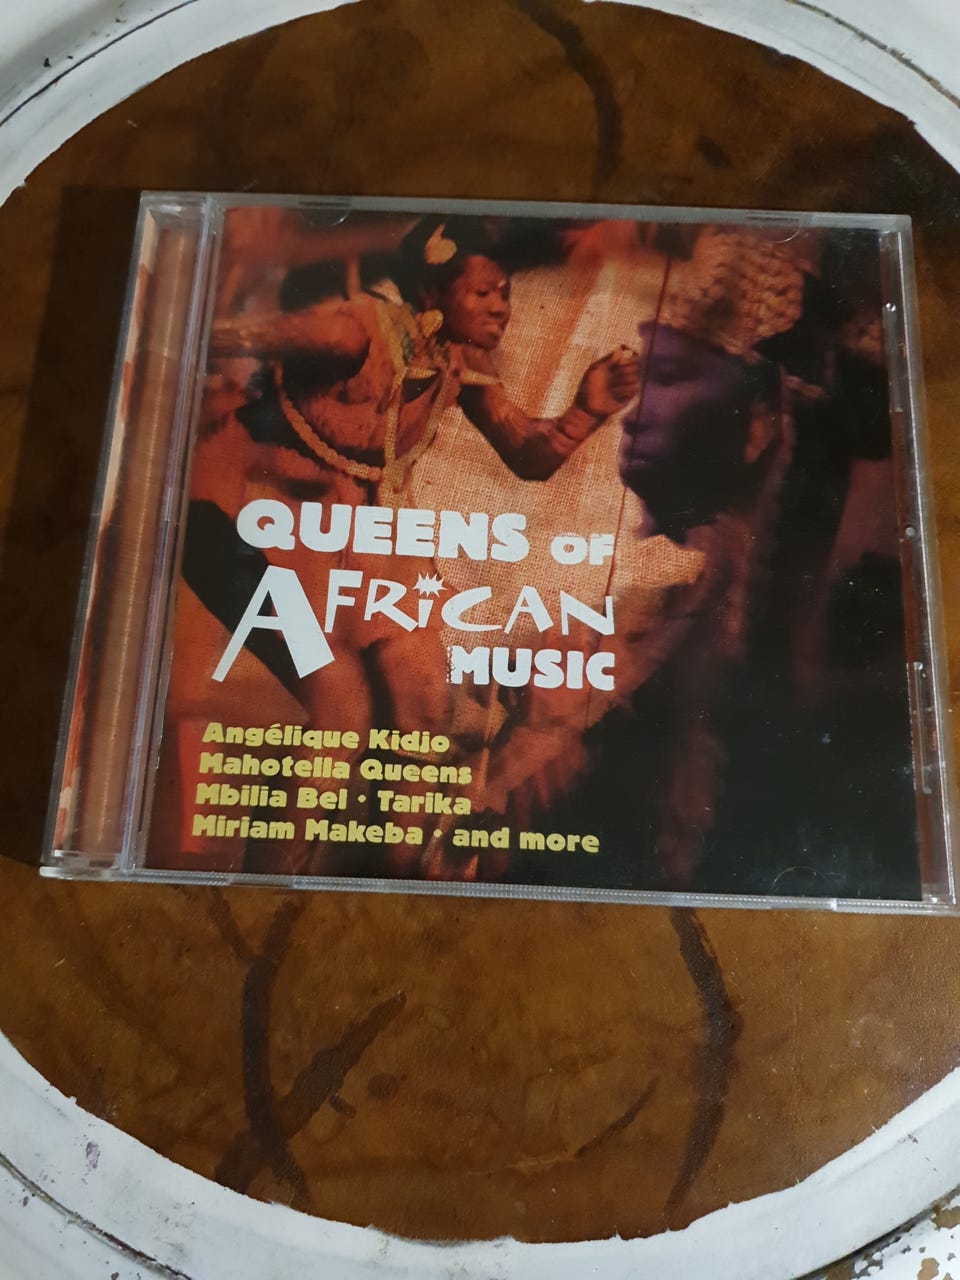 QUEENS OF
AFRiCAN
MUSIC
Angélique Kidjo
Mahotella Queens
Mbilia Bel • Tarika
Miriam Makeba • and more